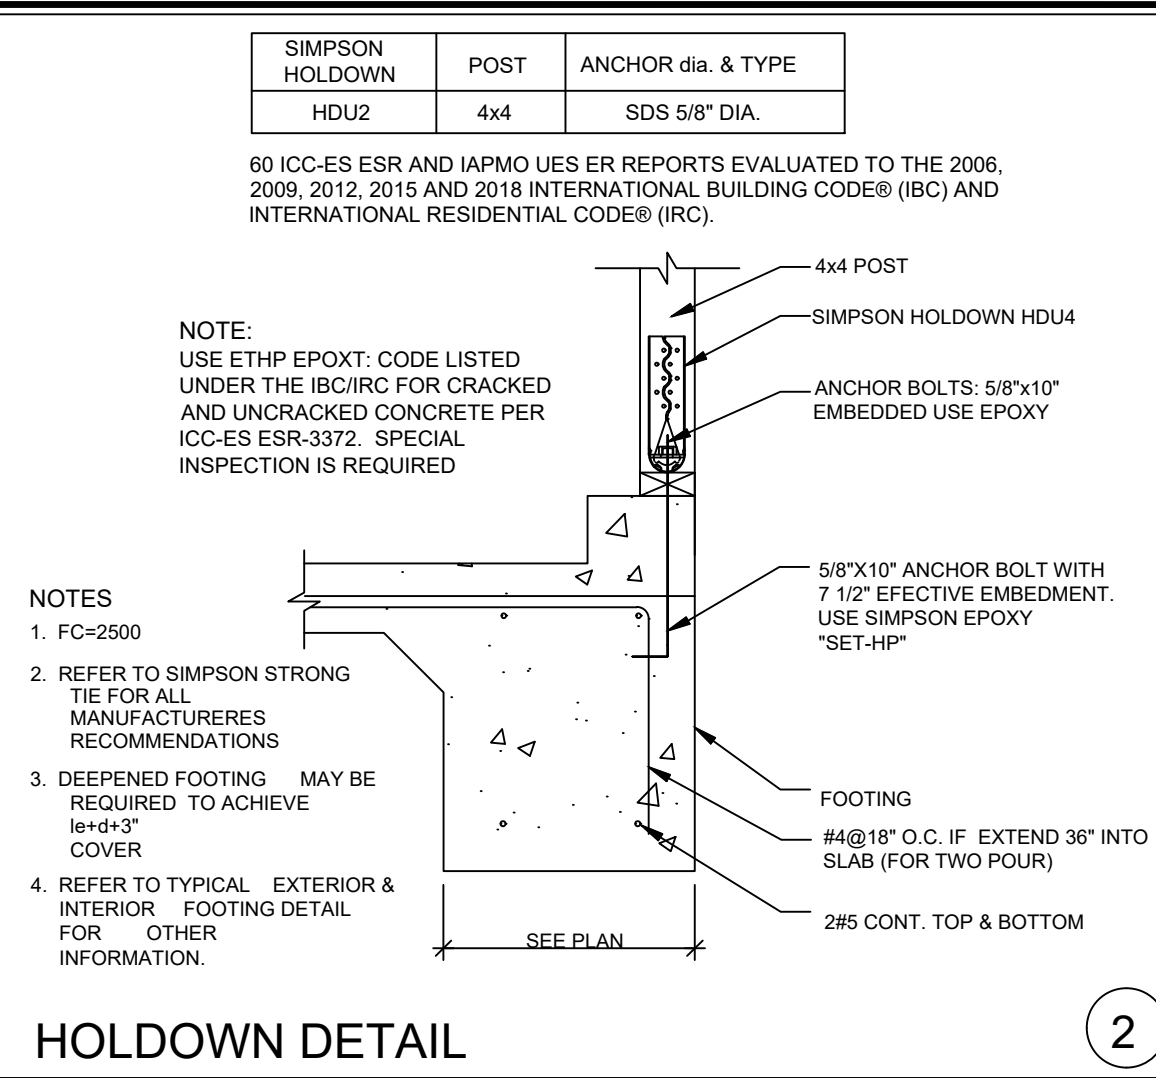 SIMPSON
HOLDOWN
POST
ANCHOR dia. & TYPE
HDU2
4x4
SDS 5/8" DIA.
60 ICC-ES ESR AND IAPMO UES ER REPORTS EVALUATED TO THE 2006,
2009, 2012, 2015 AND 2018 INTERNATIONAL BUILDING CODE® (IBC) AND
INTERNATIONAL RESIDENTIAL CODE® (IRC).
NOTE:
USE ETHP EPOXT: CODE LISTED
UNDER THE IBC/IRC FOR CRACKED
AND UNCRACKED CONCRETE PER
ICC-ES ESR-3372. SPECIAL
INSPECTION IS REQUIRED
4x4 POST
SIMPSON HOLDOWN HDU4
ANCHOR BOLTS: 5/8"x10"
EMBEDDED USE EPOXY
5/8"X10" ANCHOR BOLT WITH
7 1/2" EFECTIVE EMBEDMENT.
USE SIMPSON EPOXY
"SET-HP"
FOOTING
#4@18" O.C. IF EXTEND 36" INTO
SLAB (FOR TWO POUR)
2#5 CONT. TOP & BOTTOM
NOTES
1. FC=2500
2. REFER TO SIMPSON STRONG
TIE FOR ALL
MANUFACTURERES
RECOMMENDATIONS
3. DEEPENED FOOTING MAY BE
REQUIRED TO ACHIEVE
le+d+3"
COVER
4. REFER TO TYPICAL EXTERIOR &
INTERIOR FOOTING DETAIL
FOR OTHER
INFORMATION.
SEE PLAN
HOLDOWN DETAIL
2